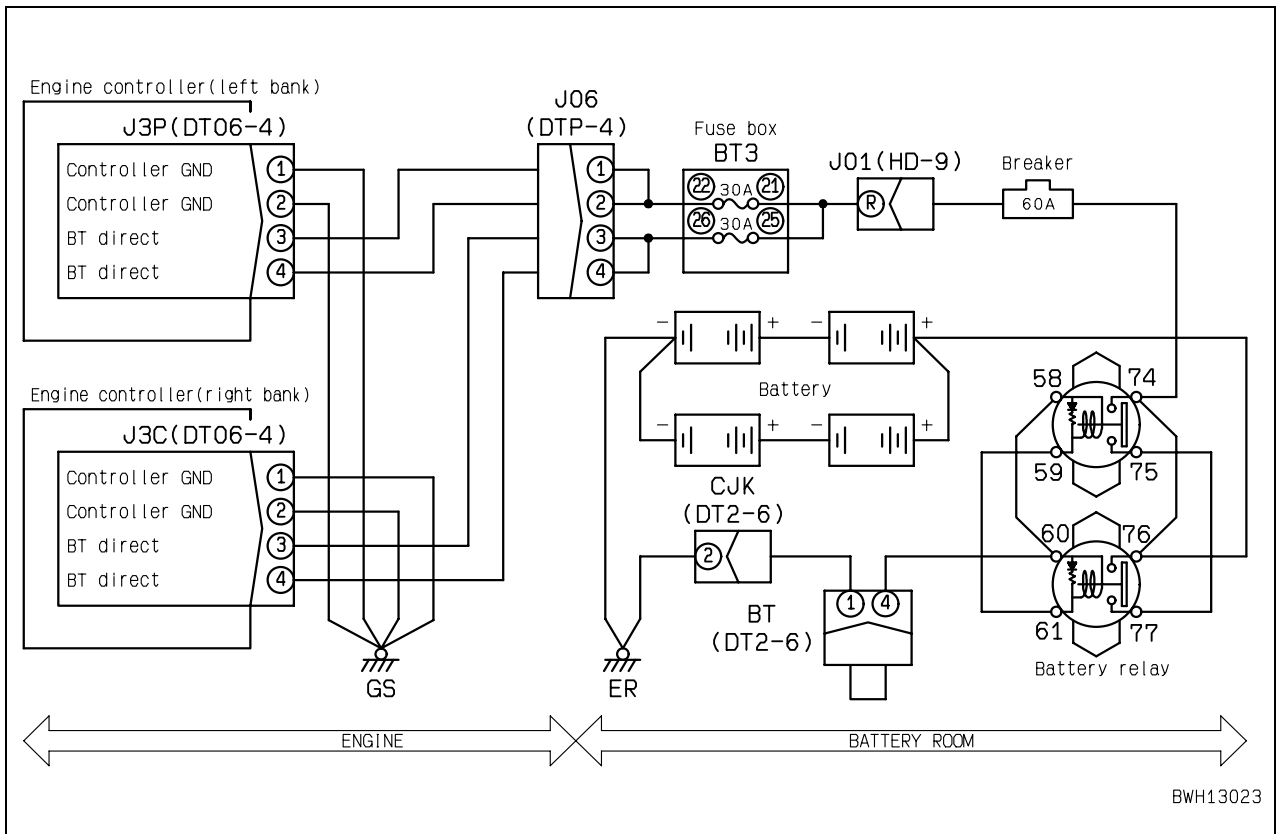 Engine controller(left bank)
J3P(DT06-4)
Controller GND 1
Controller GND 2
BT direct 3
BT direct 4
J06
(DTP-4)
1
2
3
4
Fuse box
BT3
22 30A 21
26 30A 25
J01(HD-9)
R
Breaker
60A
- + - +
Battery
- + - +
58 74
59 75
60 76
61 77
Battery relay
Engine controller(right bank)
J3C(DT06-4)
Controller GND 1
Controller GND 2
BT direct 3
BT direct 4
CJK
(DT2-6)
2
BT
(DT2-6)
1 4
GS
ER
ENGINE
BATTERY ROOM
BWH13023